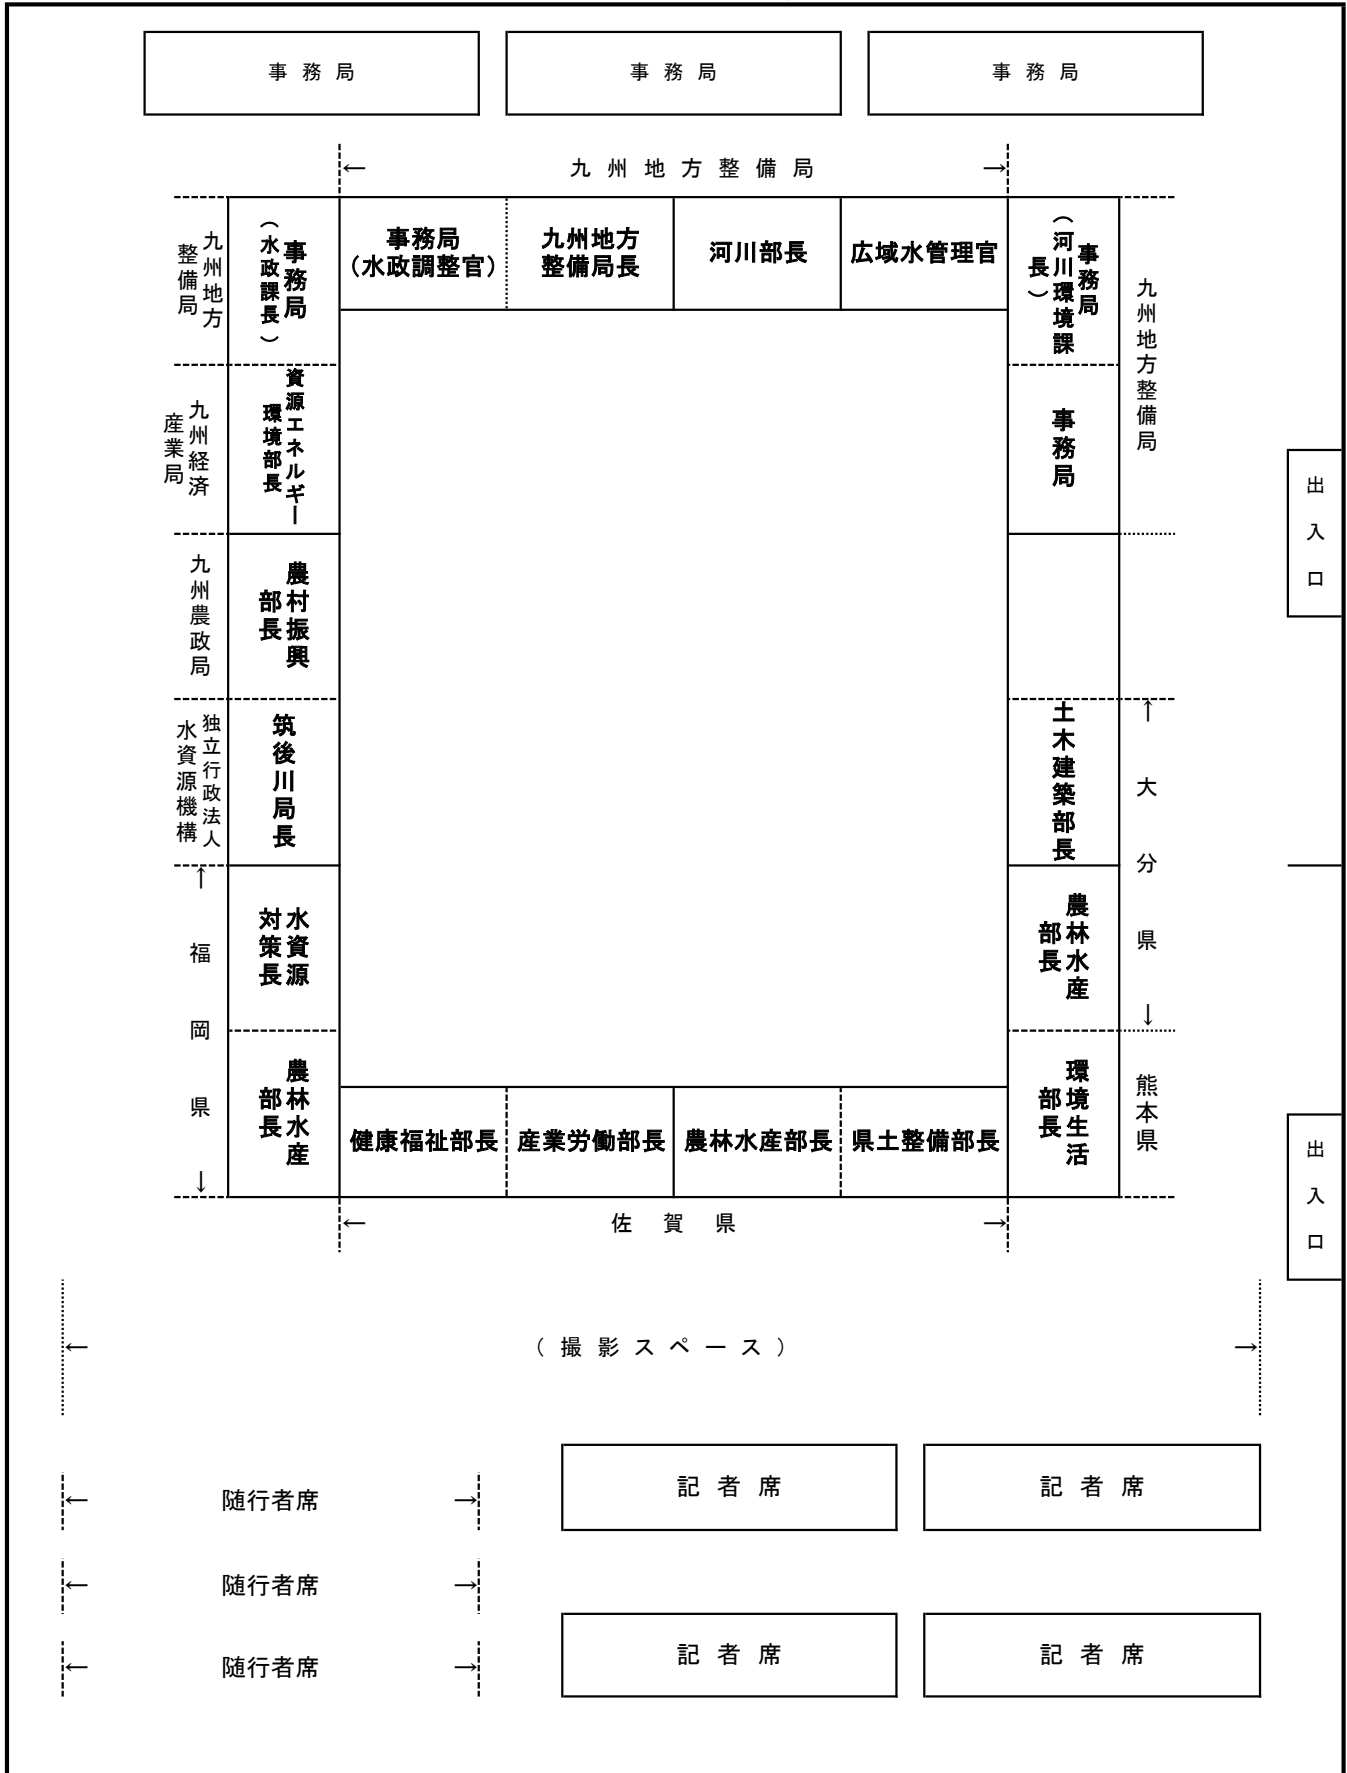 事務局
事務局
事務局
← 九州地方整備局 →
九州地方
整備局
事務局
（水政課長）
事務局
（水政調整官）
九州地方
整備局長
河川部長
広域水管理官
事務局
（河川環境課
長）
九州地方整備局
九州経済
産業局
資源エネルギー
環境部長
事務局
出入口
九州農政局
農村振興
部長
独立行政法人
水資源機構
筑後川局長
土木建築部長
← 大分県 →
← 福岡県 →
水資源
対策長
農林水産
部長
農林水産
部長
環境生活
部長
熊本県
出入口
健康福祉部長
産業労働部長
農林水産部長
県土整備部長
← 佐賀県 →
← （撮影スペース） →
← 随行者席 →
記者席
記者席
← 随行者席 →
← 随行者席 →
記者席
記者席